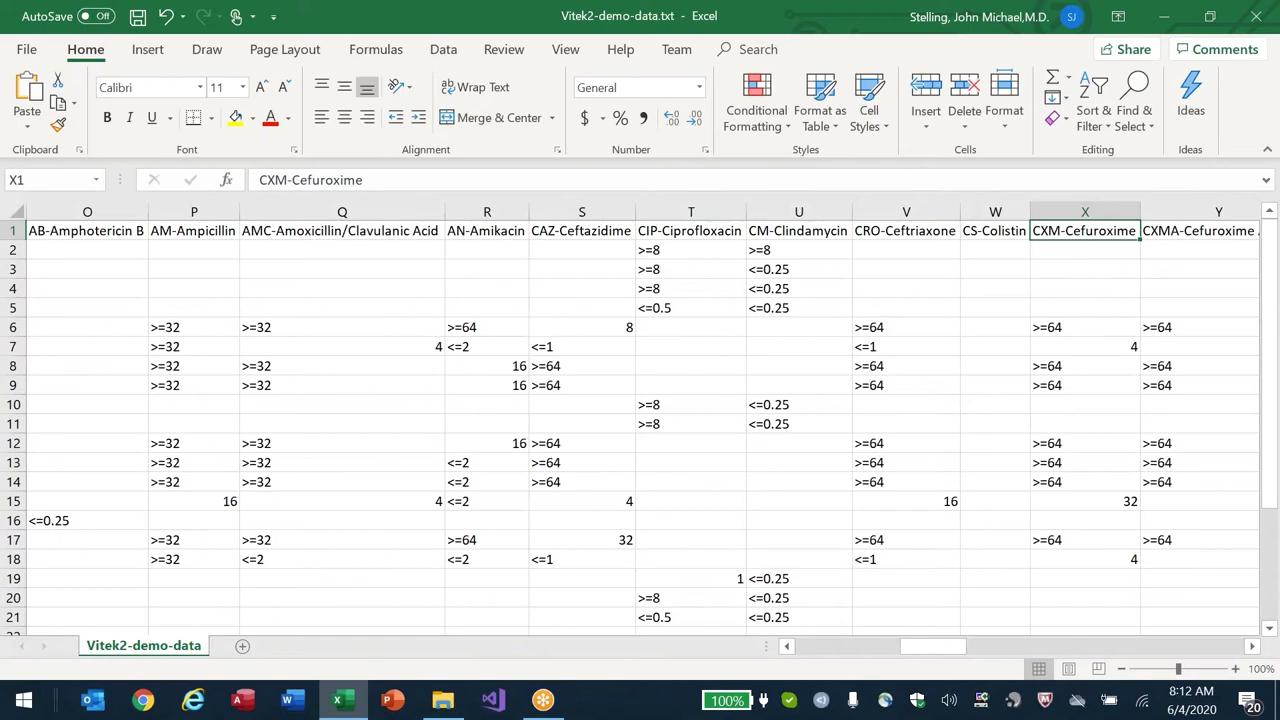 AutoSave Off Vitek2-demo-data.txt - Excel Stelling, John Michael,M.D. SJ
File Home Insert Draw Page Layout Formulas Data Review View Help Team Search Share Comments
Paste Calibri 11 A A ab Wrap Text General Conditional Formatting Format as Table Cell Styles Insert Delete Format Sort & Filter Find & Select Ideas
B I U A Merge & Center $ % 9
Clipboard Font Alignment Number Styles Cells Editing Ideas
X1 fx CXM-Cefuroxime
O P Q R S T U V W X Y
1 AB-Amphotericin B AM-Ampicillin AMC-Amoxicillin/Clavulanic Acid AN-Amikacin CAZ-Ceftazidime CIP-Ciprofloxacin CM-Clindamycin CRO-Ceftriaxone CS-Colistin CXM-Cefuroxime CXMA-Cefuroxime
2 >=8 >=8
3 >=8 <=0.25
4 >=8 <=0.25
5 <=0.5 <=0.25
6 >=32 >=32 >=64 8 >=64 >=64 >=64
7 >=32 4 <=2 <=1 <=1 4
8 >=32 >=32 16 >=64 >=64 >=64 >=64
9 >=32 >=32 16 >=64 >=64 >=64 >=64
10 >=8 <=0.25
11 >=8 <=0.25
12 >=32 >=32 16 >=64 >=64 >=64 >=64
13 >=32 >=32 <=2 >=64 >=64 >=64 >=64
14 >=32 >=32 <=2 >=64 >=64 >=64 >=64
15 16 4 <=2 4 16 32
16 <=0.25
17 >=32 >=32 >=64 32 >=64 >=64 >=64
18 >=32 <=2 <=2 <=1 <=1 4
19 1 <=0.25
20 >=8 <=0.25
21 <=0.5 <=0.25
Vitek2-demo-data
100%
100% 8:12 AM
6/4/2020 20